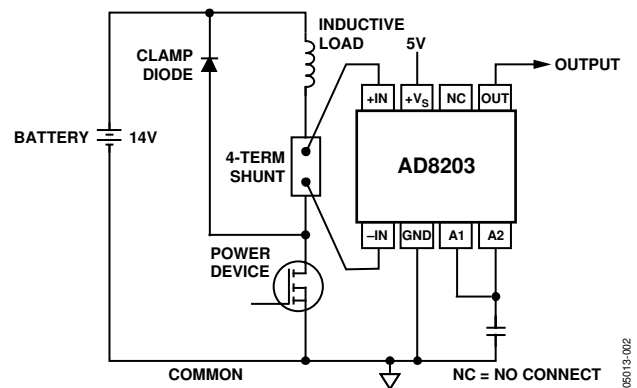 INDUCTIVE
LOAD
CLAMP
DIODE
5V
OUTPUT
+IN
+VS
NC
OUT
BATTERY
14V
4-TERM
SHUNT
AD8203
–IN
GND
A1
A2
POWER
DEVICE
COMMON
NC = NO CONNECT
05013-002